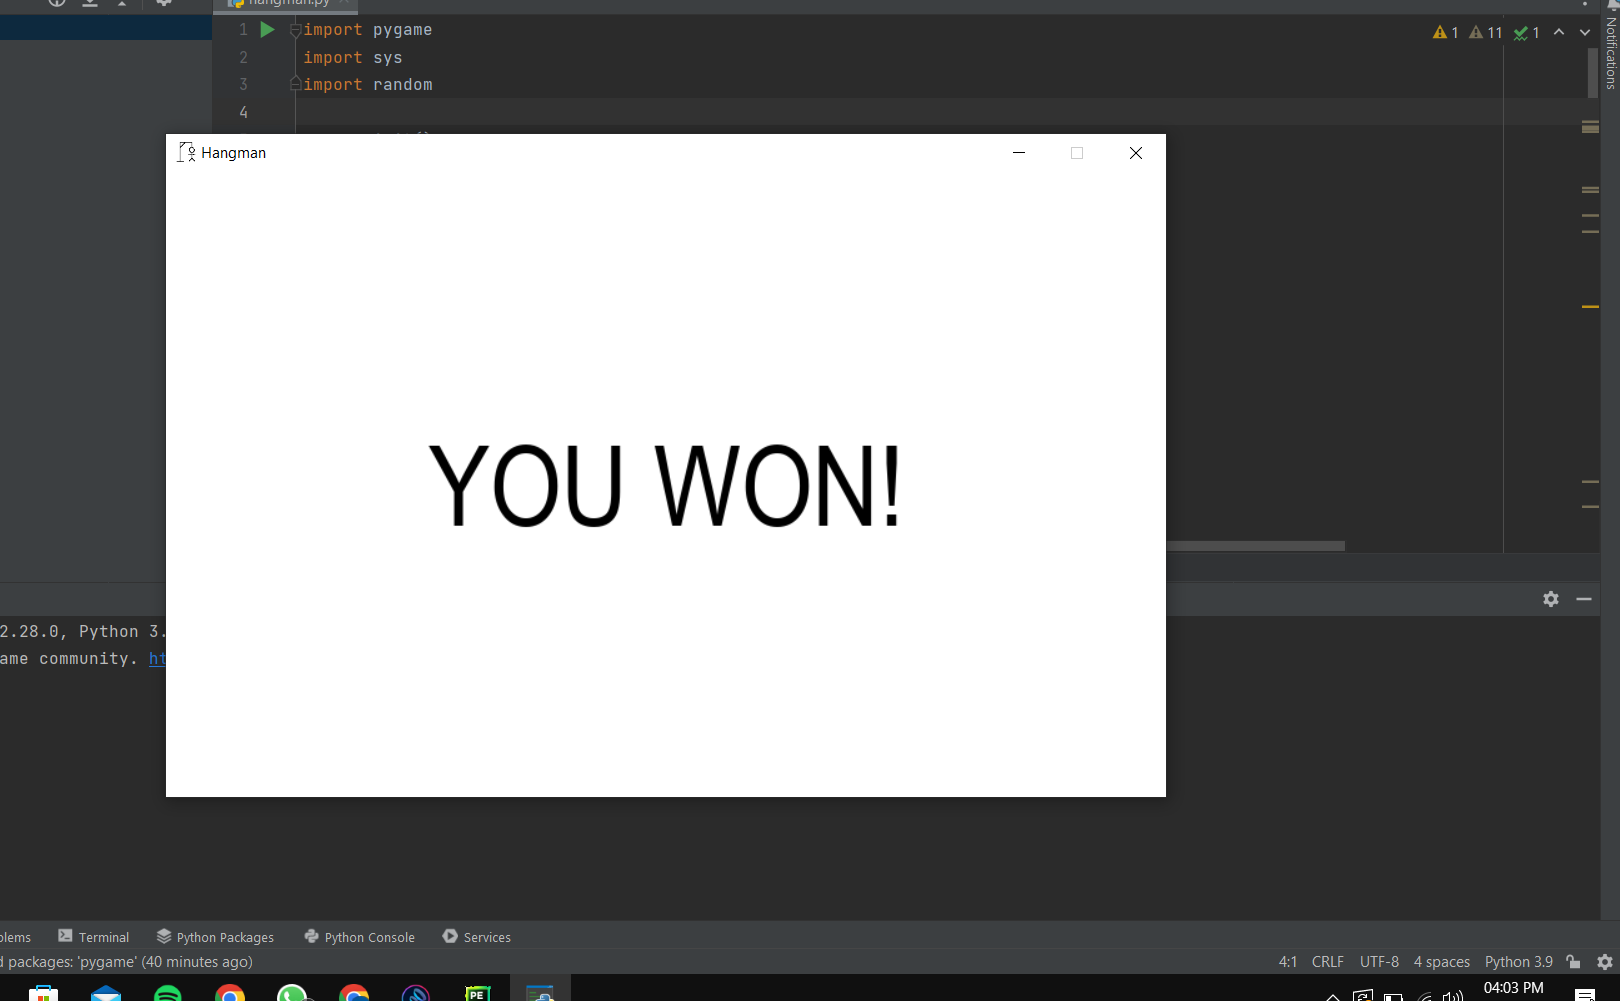 hangman.py
1 import pygame
2 import sys
3 import random
4
1 11 1
Notifications
Hangman
YOU WON!
2.28.0, Python 3.
ame community. ht
blems Terminal Python Packages Python Console Services
d packages: 'pygame' (40 minutes ago)
4:1 CRLF UTF-8 4 spaces Python 3.9
PE
04:03 PM